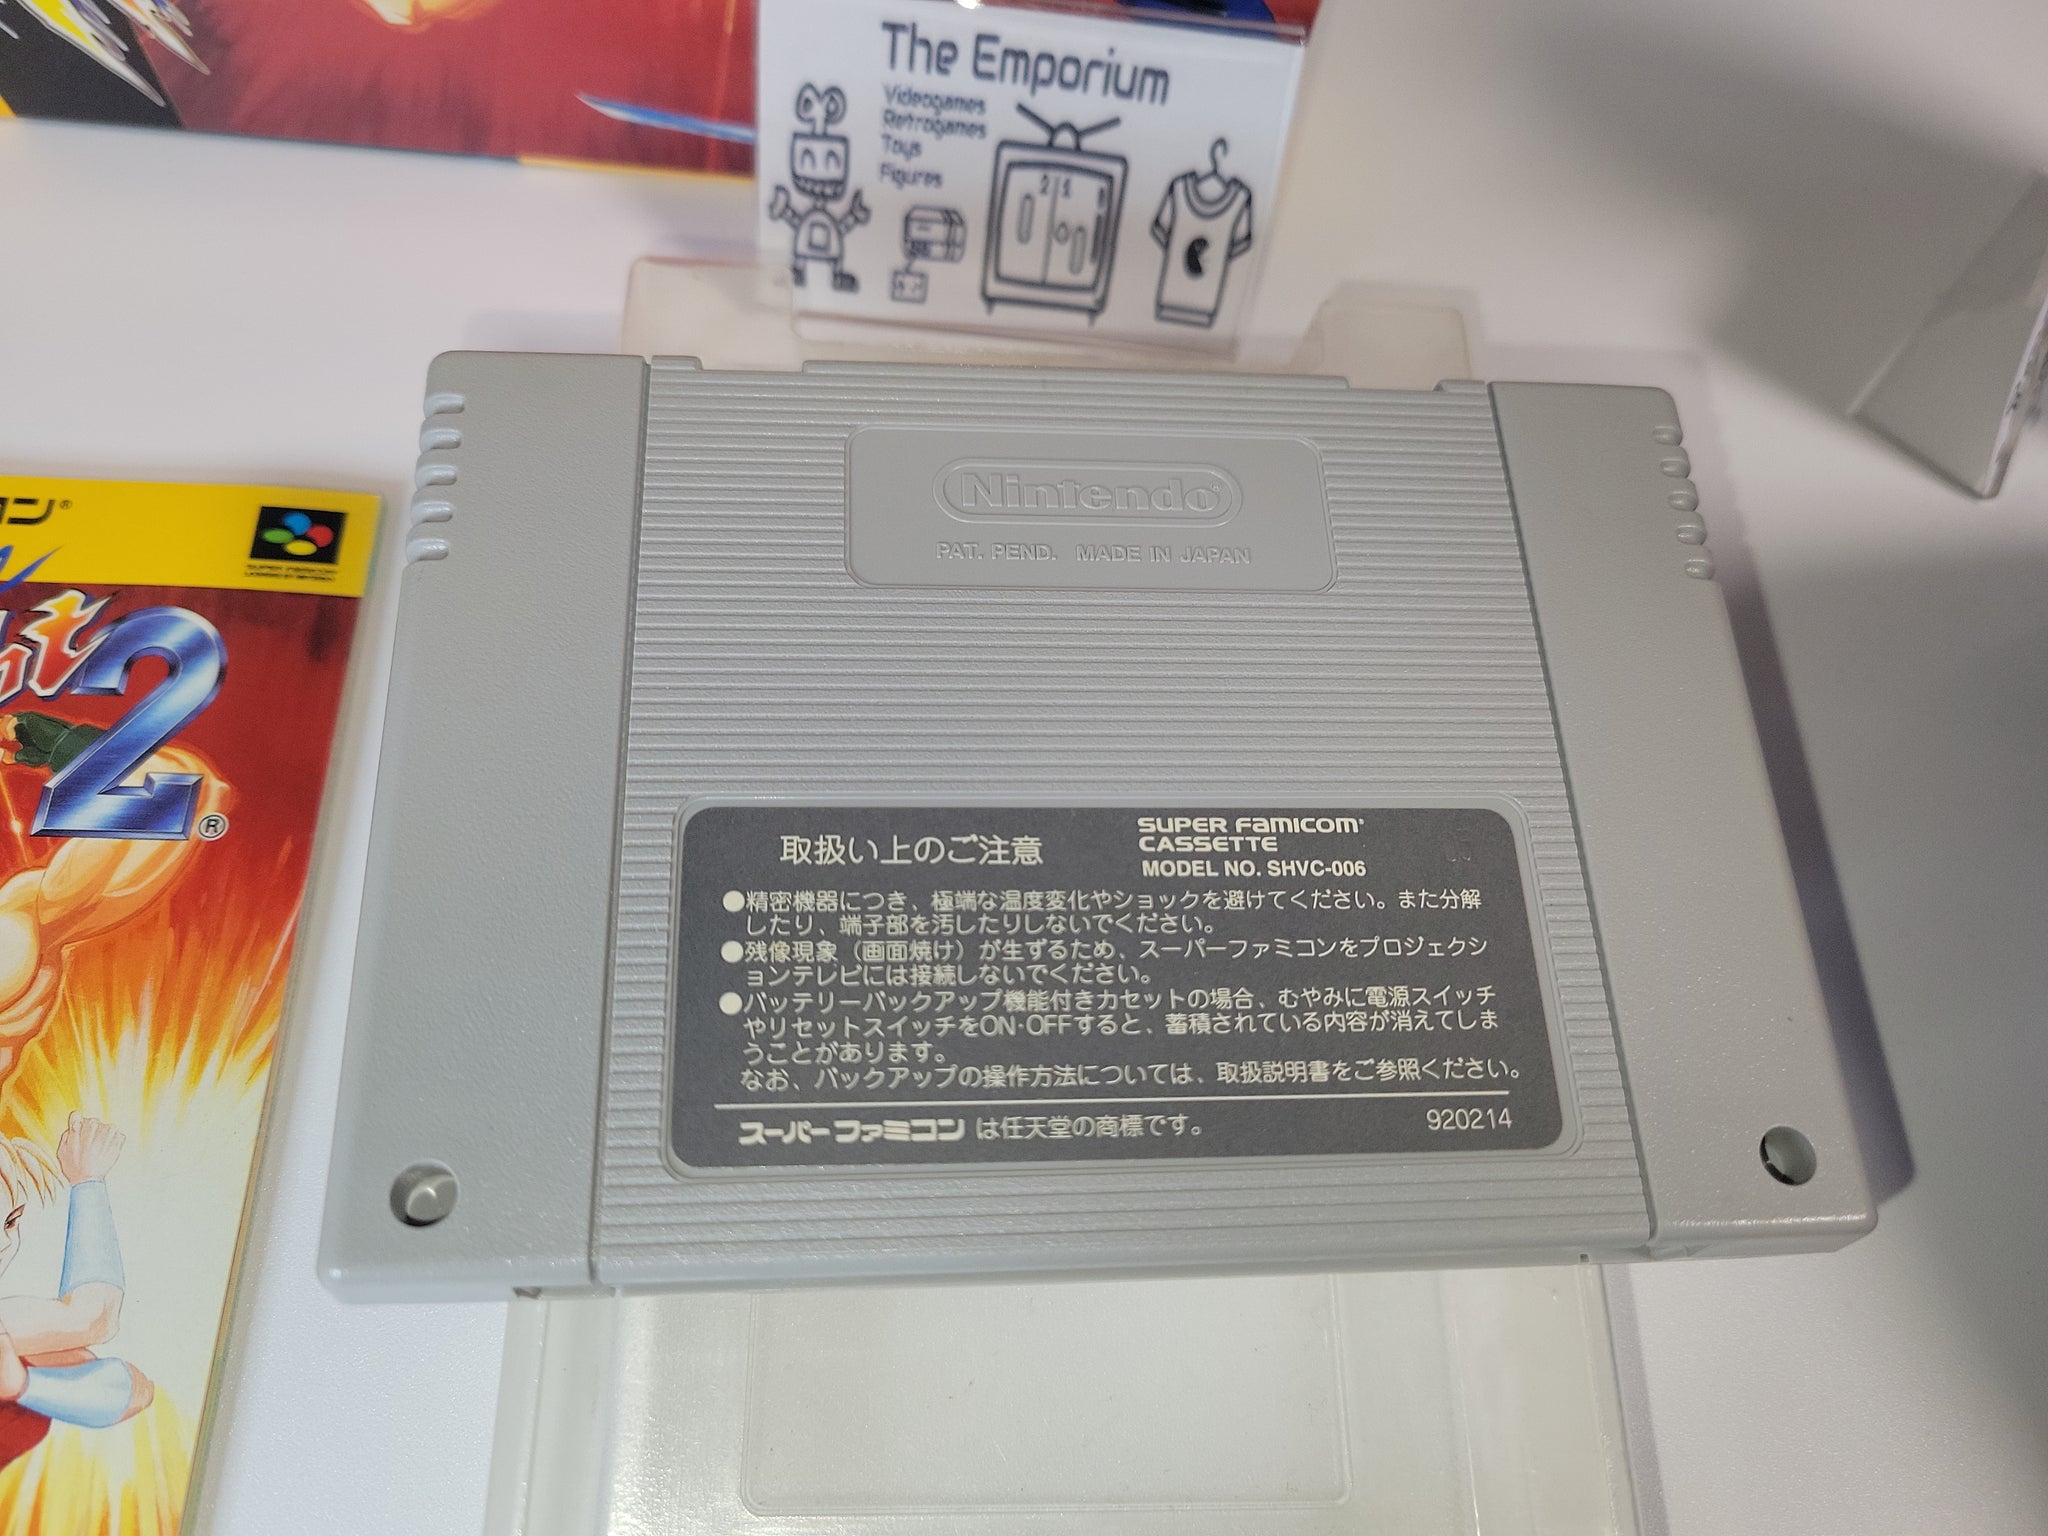 The Emporium
Videogames
Retrogames
Toys
Figures
2 1
コン®
SUPER FAMICOM
2®
Nintendo®
PAT. PEND. MADE IN JAPAN
取扱い上のご注意
SUPER FAMICOM®
CASSETTE
MODEL NO. SHVC-006
●精密機器につき、極端な温度変化やショックを避けてください。また分解
したり、端子部を汚したりしないでください。
●残像現象（画面焼け）が生ずるため、スーパーファミコンをプロジェクシ
ョンテレビには接続しないでください。
●バッテリーバックアップ機能付きカセットの場合、むやみに電源スイッチ
やリセットスイッチをON·OFFすると、蓄積されている内容が消えてしま
うことがあります。
なお、バックアップの操作方法については、取扱説明書をご参照ください。
スーパーファミコン は任天堂の商標です。
920214